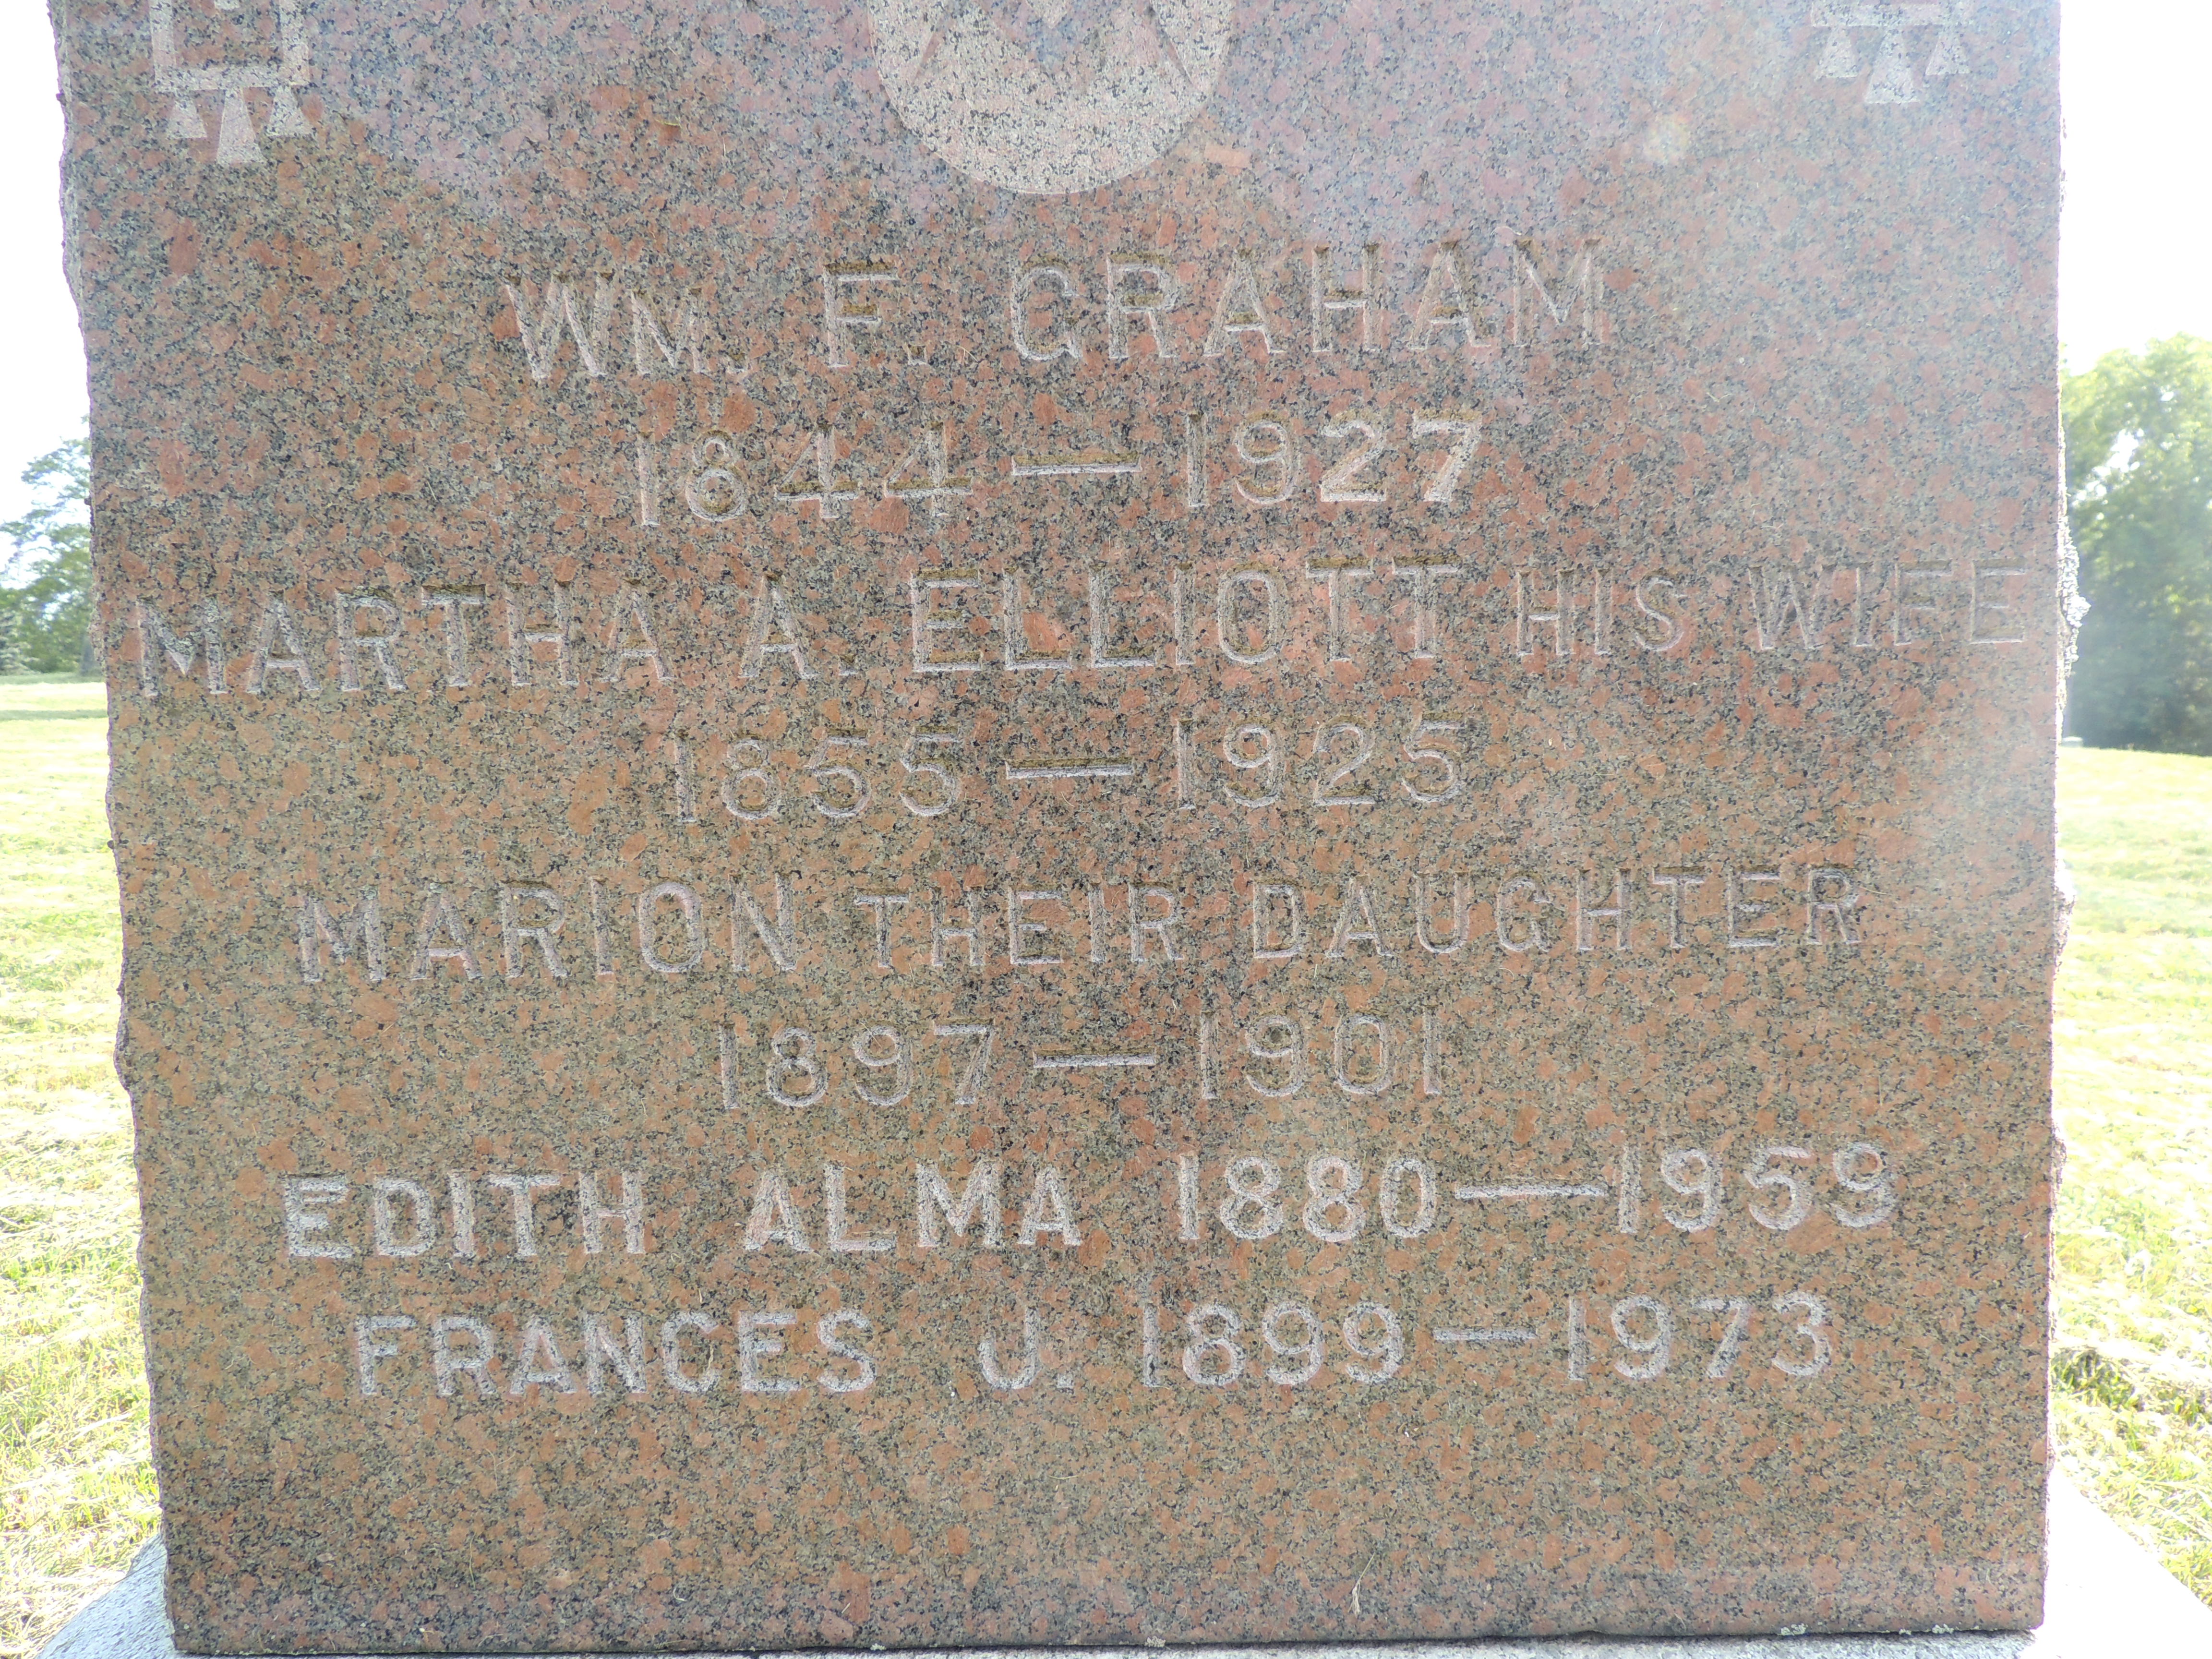 WM. F. GRAHAM
1844—1927
MARTHA A. ELLIOTT HIS WIFE
1855—1925
MARION THEIR DAUGHTER
1897—1901
EDITH ALMA 1880—1959
FRANCES J. 1899—1973